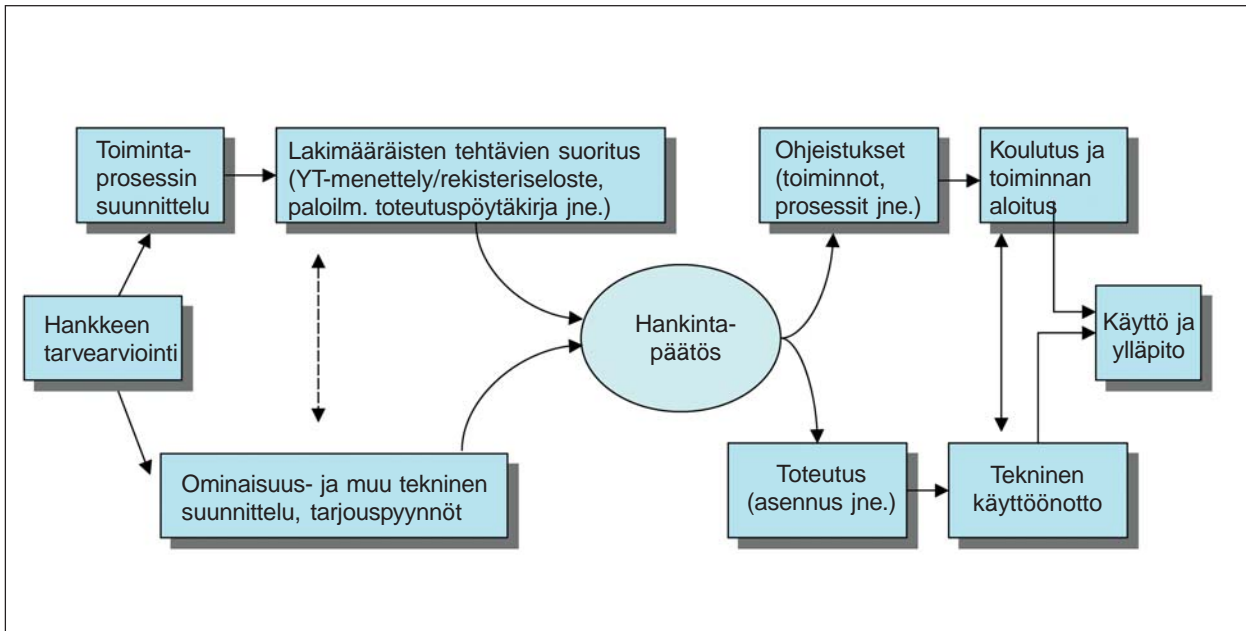 Toiminta-
prosessin
suunnittelu
Lakimääräisten tehtävien suoritus
(YT-menettely/rekisteriseloste,
paloilm. toteutuspöytäkirja jne.)
Ohjeistukset
(toiminnot,
prosessit jne.)
Koulutus ja
toiminnan
aloitus
Hankkeen
tarvearviointi
Hankinta-
päätös
Käyttö ja
ylläpito
Ominaisuus- ja muu tekninen
suunnittelu, tarjouspyynnöt
Toteutus
(asennus jne.)
Tekninen
käyttöönotto